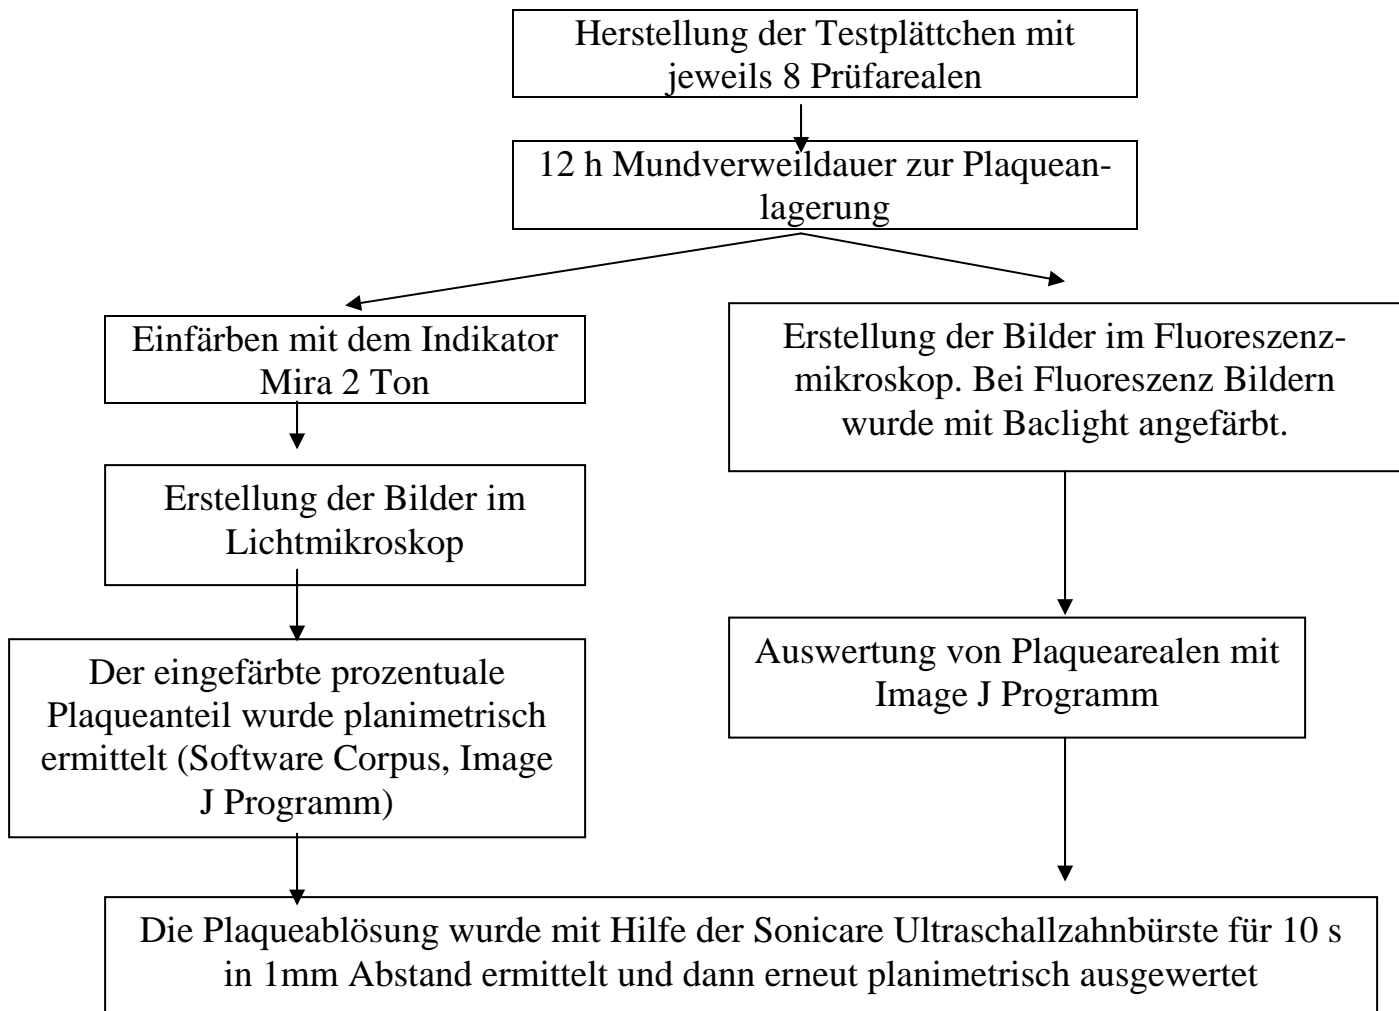 Herstellung der Testplättchen mit
jeweils 8 Prüfarealen
12 h Mundverweildauer zur Plaquean-
lagerung
Einfärben mit dem Indikator
Mira 2 Ton
Erstellung der Bilder im
Lichtmikroskop
Der eingefärbte prozentuale
Plaqueanteil wurde planimetrisch
ermittelt (Software Corpus, Image
J Programm)
Erstellung der Bilder im Fluoreszenz-
mikroskop. Bei Fluoreszenz Bildern
wurde mit Baclight angefärbt.
Auswertung von Plaquearealen mit
Image J Programm
Die Plaqueablösung wurde mit Hilfe der Sonicare Ultraschallzahnbürste für 10 s
in 1mm Abstand ermittelt und dann erneut planimetrisch ausgewertet